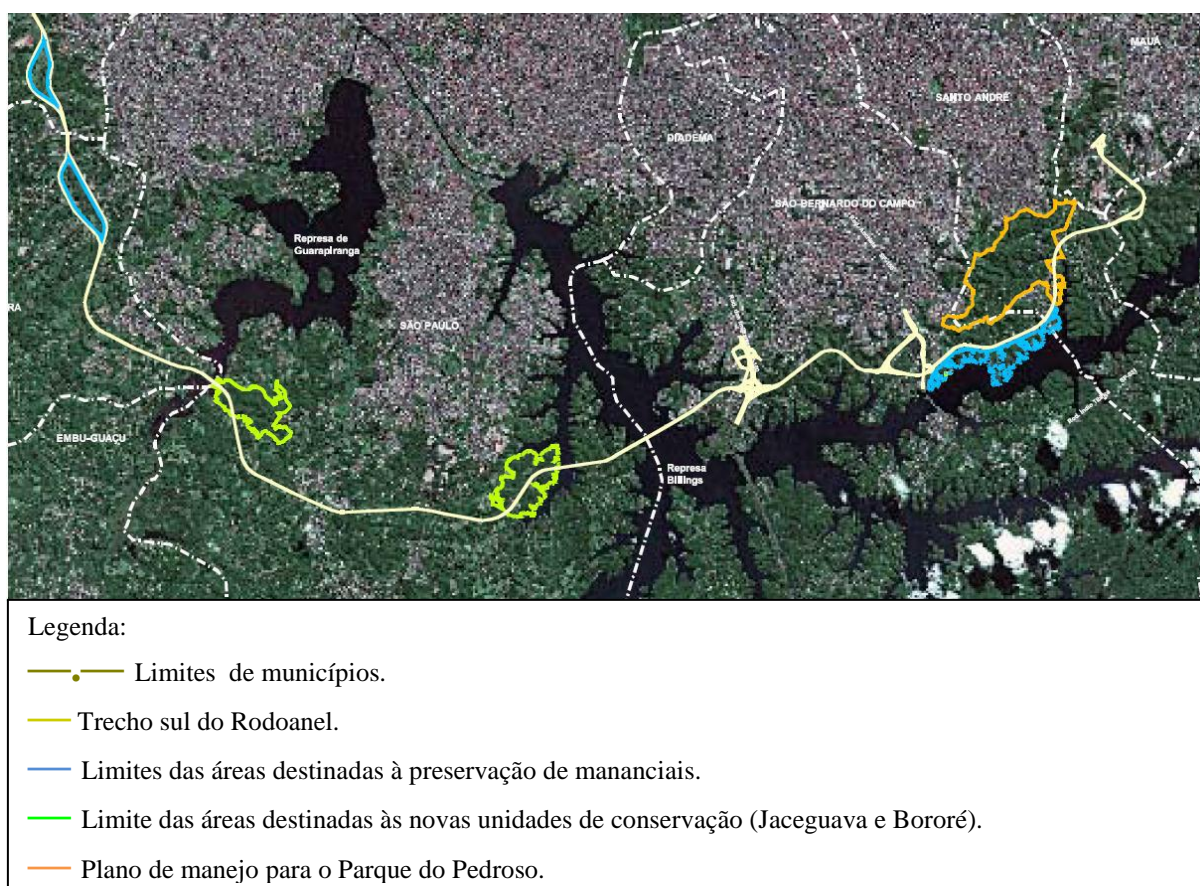 MAUÁ
SANTO ANDRÉ
DIADEMA
SÃO BERNARDO DO CAMPO
Represa de
Guarapiranga
RA
SÃO PAULO
EMBU-GUAÇU
Represa
Billings
Legenda:
Limites de municípios.
Trecho sul do Rodoanel.
Limites das áreas destinadas à preservação de mananciais.
Limite das áreas destinadas às novas unidades de conservação (Jaceguava e Bororé).
Plano de manejo para o Parque do Pedroso.